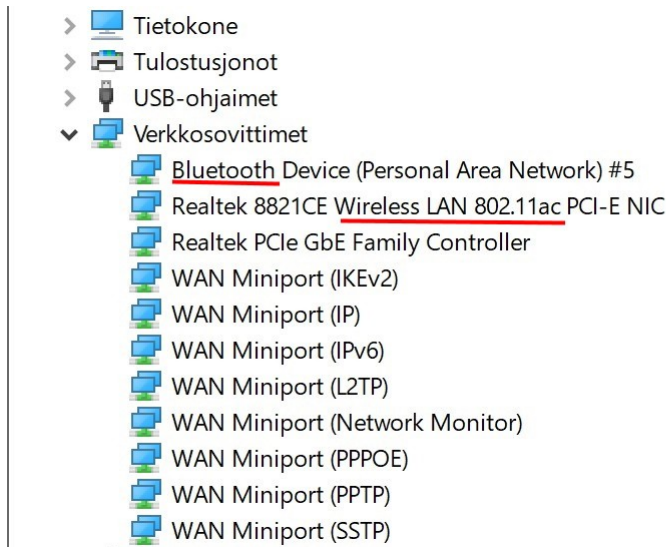 Tietokone
Tulostusjonot
USB-ohjaimet
Verkkosovittimet
Bluetooth Device (Personal Area Network) #5
Realtek 8821CE Wireless LAN 802.11ac PCI-E NIC
Realtek PCIe GbE Family Controller
WAN Miniport (IKEv2)
WAN Miniport (IP)
WAN Miniport (IPv6)
WAN Miniport (L2TP)
WAN Miniport (Network Monitor)
WAN Miniport (PPPOE)
WAN Miniport (PPTP)
WAN Miniport (SSTP)